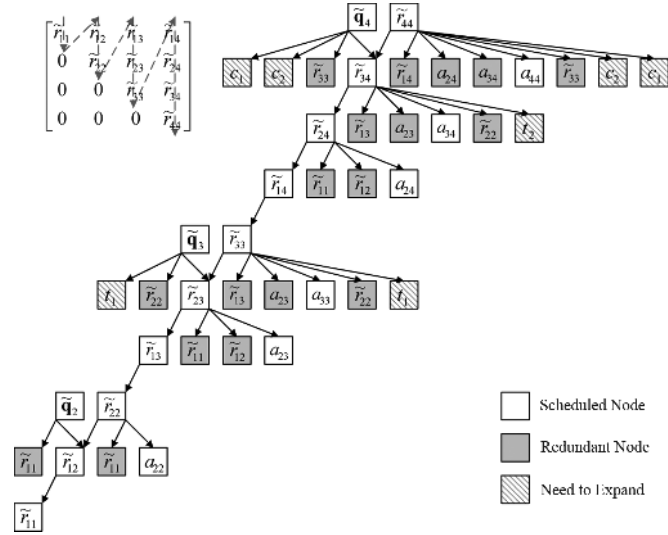 r̃₁₁ r̃₁₂ r̃₁₃ r̃₁₄
0 r̃₂₂ r̃₂₃ r̃₂₄
0 0 r̃₃₃ r̃₃₄
0 0 0 r̃₄₄
q̃₄ r̃₄₄
c₁ c₂ r̃₃₃ r̃₃₄ r̃₁₄ a₂₄ a₃₄ a₄₄ r̃₃₃ c₂ c₁
r̃₂₄ r̃₁₃ a₂₃ a₃₄ r̃₂₂ t₂
r̃₁₄ r̃₁₁ r̃₁₂ a₂₄
q̃₃ r̃₃₃
t₁ r̃₂₂ r̃₂₃ r̃₁₃ a₂₃ a₃₃ r̃₂₂ t₁
r̃₁₃ r̃₁₁ r̃₁₂ a₂₃
q̃₂ r̃₂₂
r̃₁₁ r̃₁₂ r̃₁₁ a₂₂
r̃₁₁
Scheduled Node
Redundant Node
Need to Expand